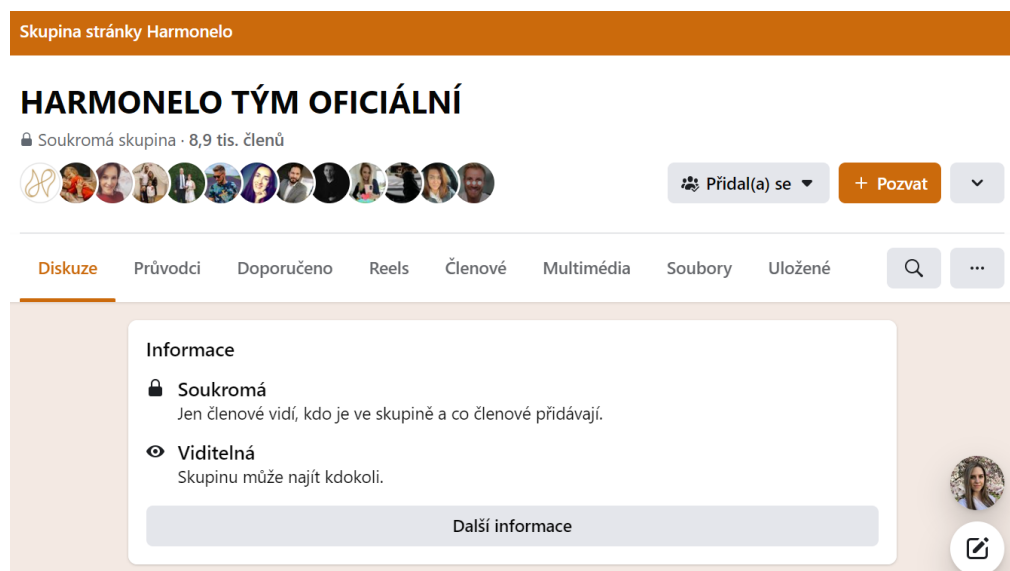 Skupina stránky Harmonelo
HARMONELO TÝM OFICIÁLNÍ
Soukromá skupina · 8,9 tis. členů
Přidal(a) se
+ Pozvat
Diskuze Průvodci Doporučeno Reels Členové Multimédia Soubory Uložené
Informace
Soukromá
Jen členové vidí, kdo je ve skupině a co členové přidávají.
Viditelná
Skupinu může najít kdokoli.
Další informace